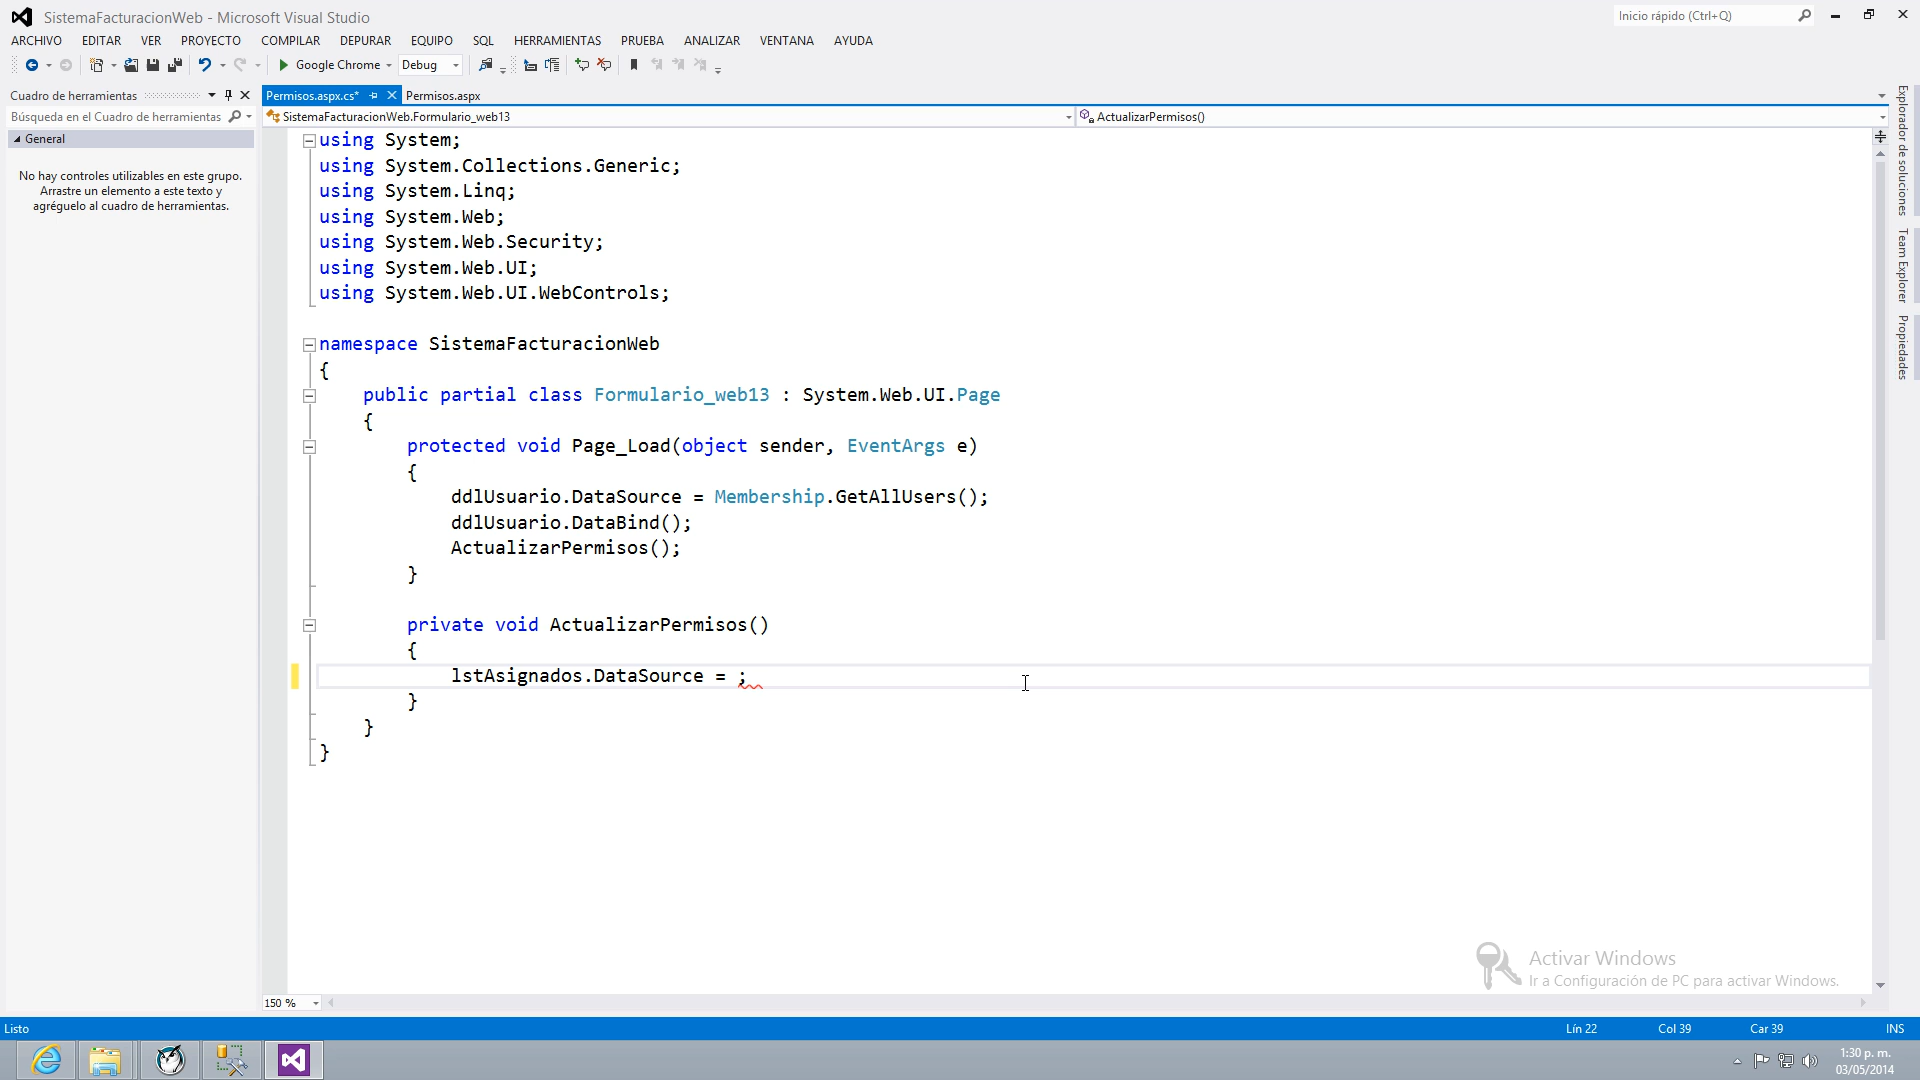 SistemaFacturacionWeb - Microsoft Visual Studio
Inicio rápido (Ctrl+Q)
ARCHIVO EDITAR VER PROYECTO COMPILAR DEPURAR EQUIPO SQL HERRAMIENTAS PRUEBA ANALIZAR VENTANA AYUDA
Google Chrome Debug
Cuadro de herramientas
Permisos.aspx.cs* Permisos.aspx
Búsqueda en el Cuadro de herramientas
SistemaFacturacionWeb.Formulario_web13
ActualizarPermisos()
General
No hay controles utilizables en este grupo.
Arrastre un elemento a este texto y
agréguelo al cuadro de herramientas.
using System;
using System.Collections.Generic;
using System.Linq;
using System.Web;
using System.Web.Security;
using System.Web.UI;
using System.Web.UI.WebControls;
namespace SistemaFacturacionWeb
{
public partial class Formulario_web13 : System.Web.UI.Page
{
protected void Page_Load(object sender, EventArgs e)
{
ddlUsuario.DataSource = Membership.GetAllUsers();
ddlUsuario.DataBind();
ActualizarPermisos();
}
private void ActualizarPermisos()
{
lstAsignados.DataSource = ;
}
}
}
Explorador de soluciones
Team Explorer
Propiedades
Activar Windows
Ir a Configuración de PC para activar Windows.
150 %
Listo
Lín 22 Col 39 Car 39 INS
1:30 p. m.
03/05/2014